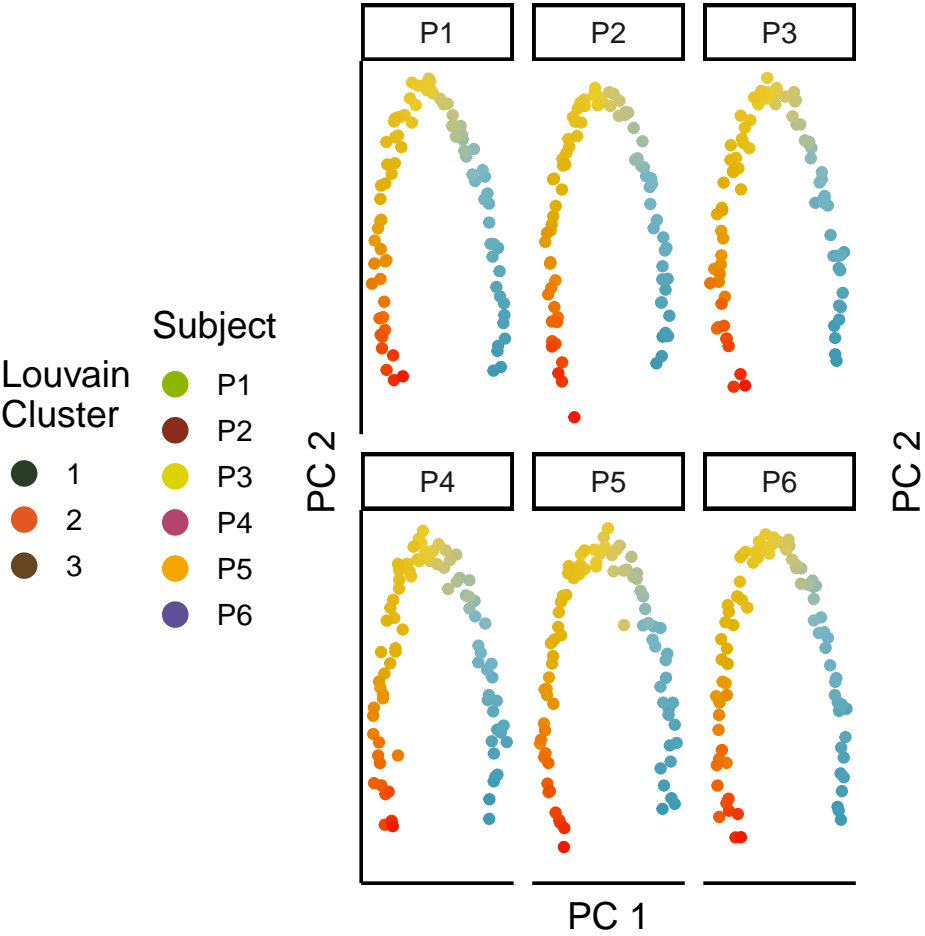 P1
P2
P3
Subject
Louvain
Cluster
P1
P2
P3
P4
P5
P6
1
2
3
PC 2
PC 2
P4
P5
P6
PC 1